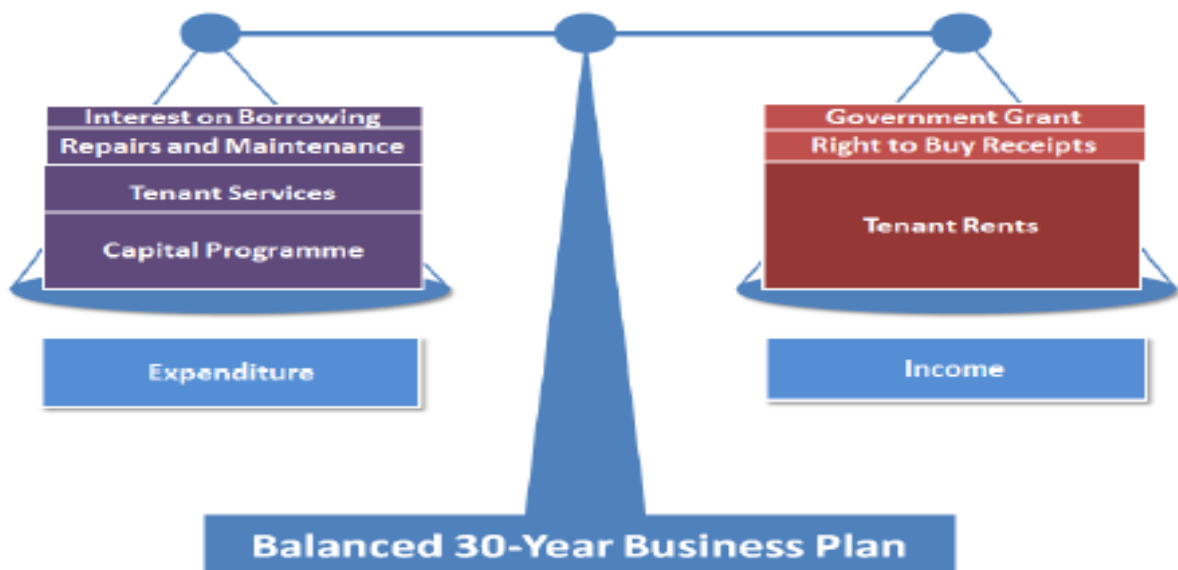 Interest on Borrowing
Repairs and Maintenance
Tenant Services
Capital Programme
Expenditure
Government Grant
Right to Buy Receipts
Tenant Rents
Income
Balanced 30-Year Business Plan